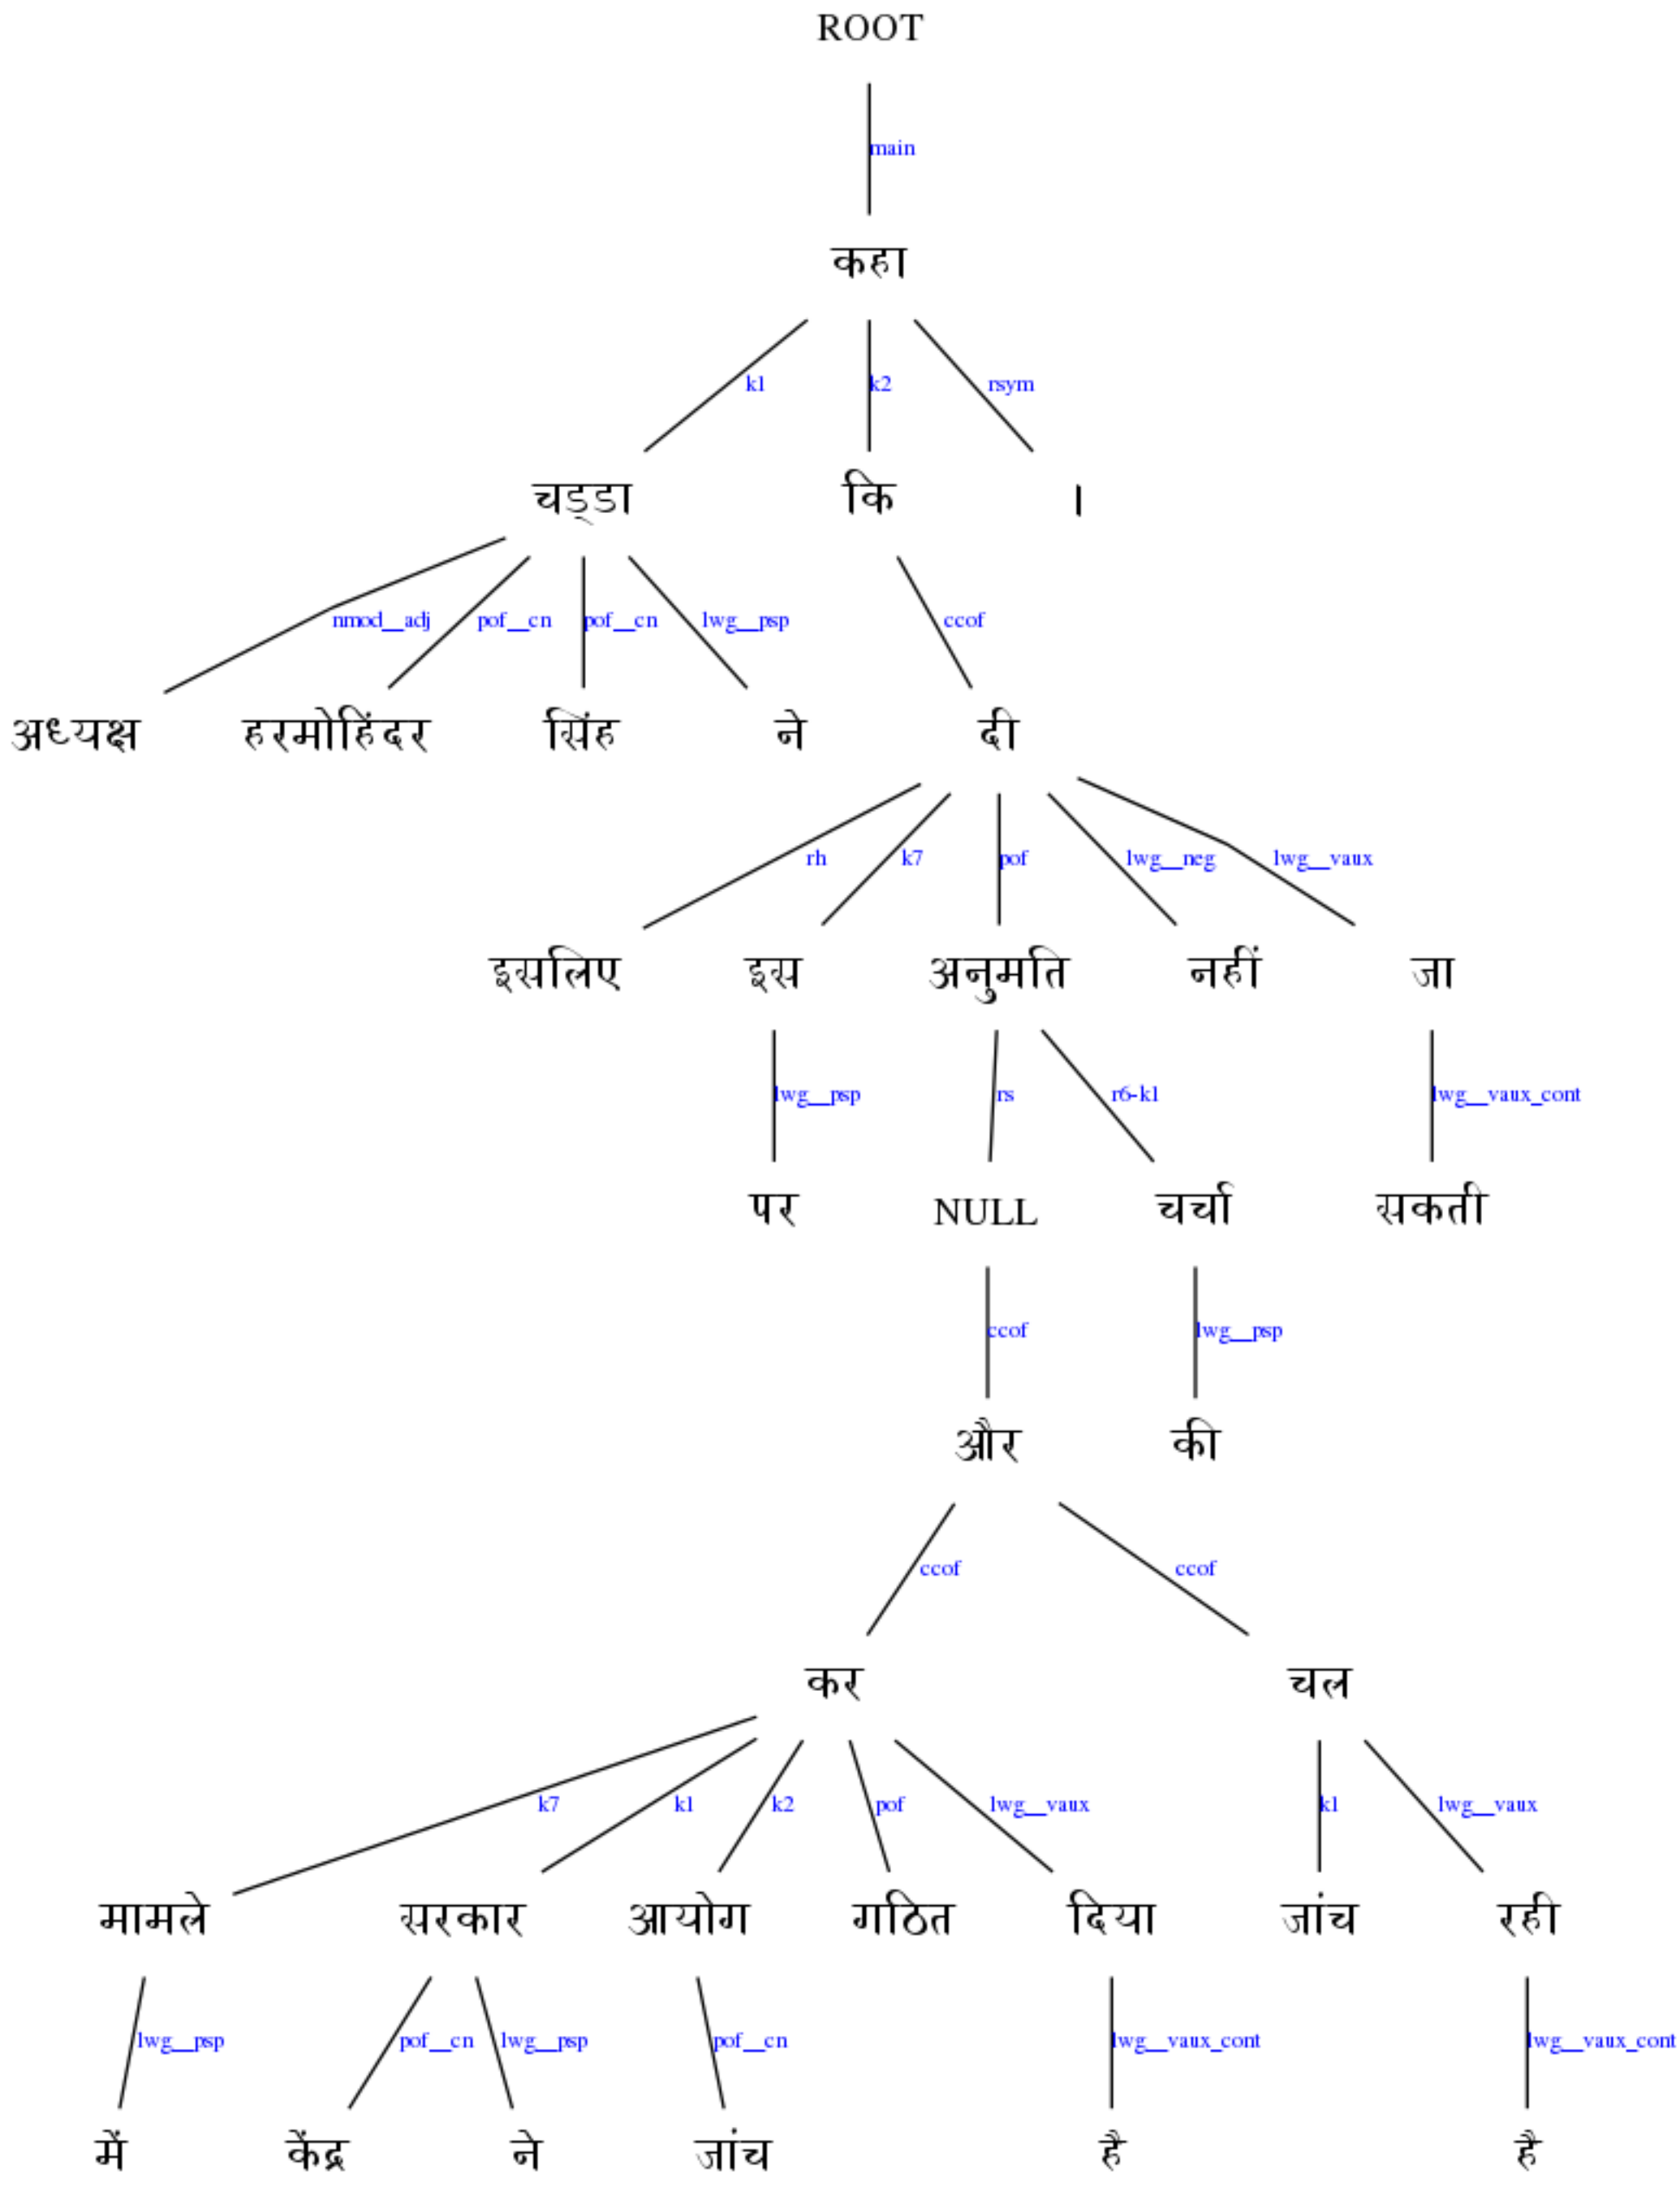 ROOT
main
कहा
k1 k2 rsym
चड्डा कि ।
nmod__adj pof__cn pof__cn lwg__psp ccof
अध्यक्ष हरमोहिंदर सिंह ने दी
rh k7 pof lwg__neg lwg__vaux
इसलिए इस अनुमति नहीं जा
lwg__psp rs r6-k1 lwg__vaux_cont
पर NULL चर्चा सकती
ccof lwg__psp
और की
ccof ccof
कर चल
k7 k1 k2 pof lwg__vaux k1 lwg__vaux
मामले सरकार आयोग गठित दिया जांच रही
lwg__psp pof__cn lwg__psp pof__cn lwg__vaux_cont lwg__vaux_cont
में केंद्र ने जांच है है